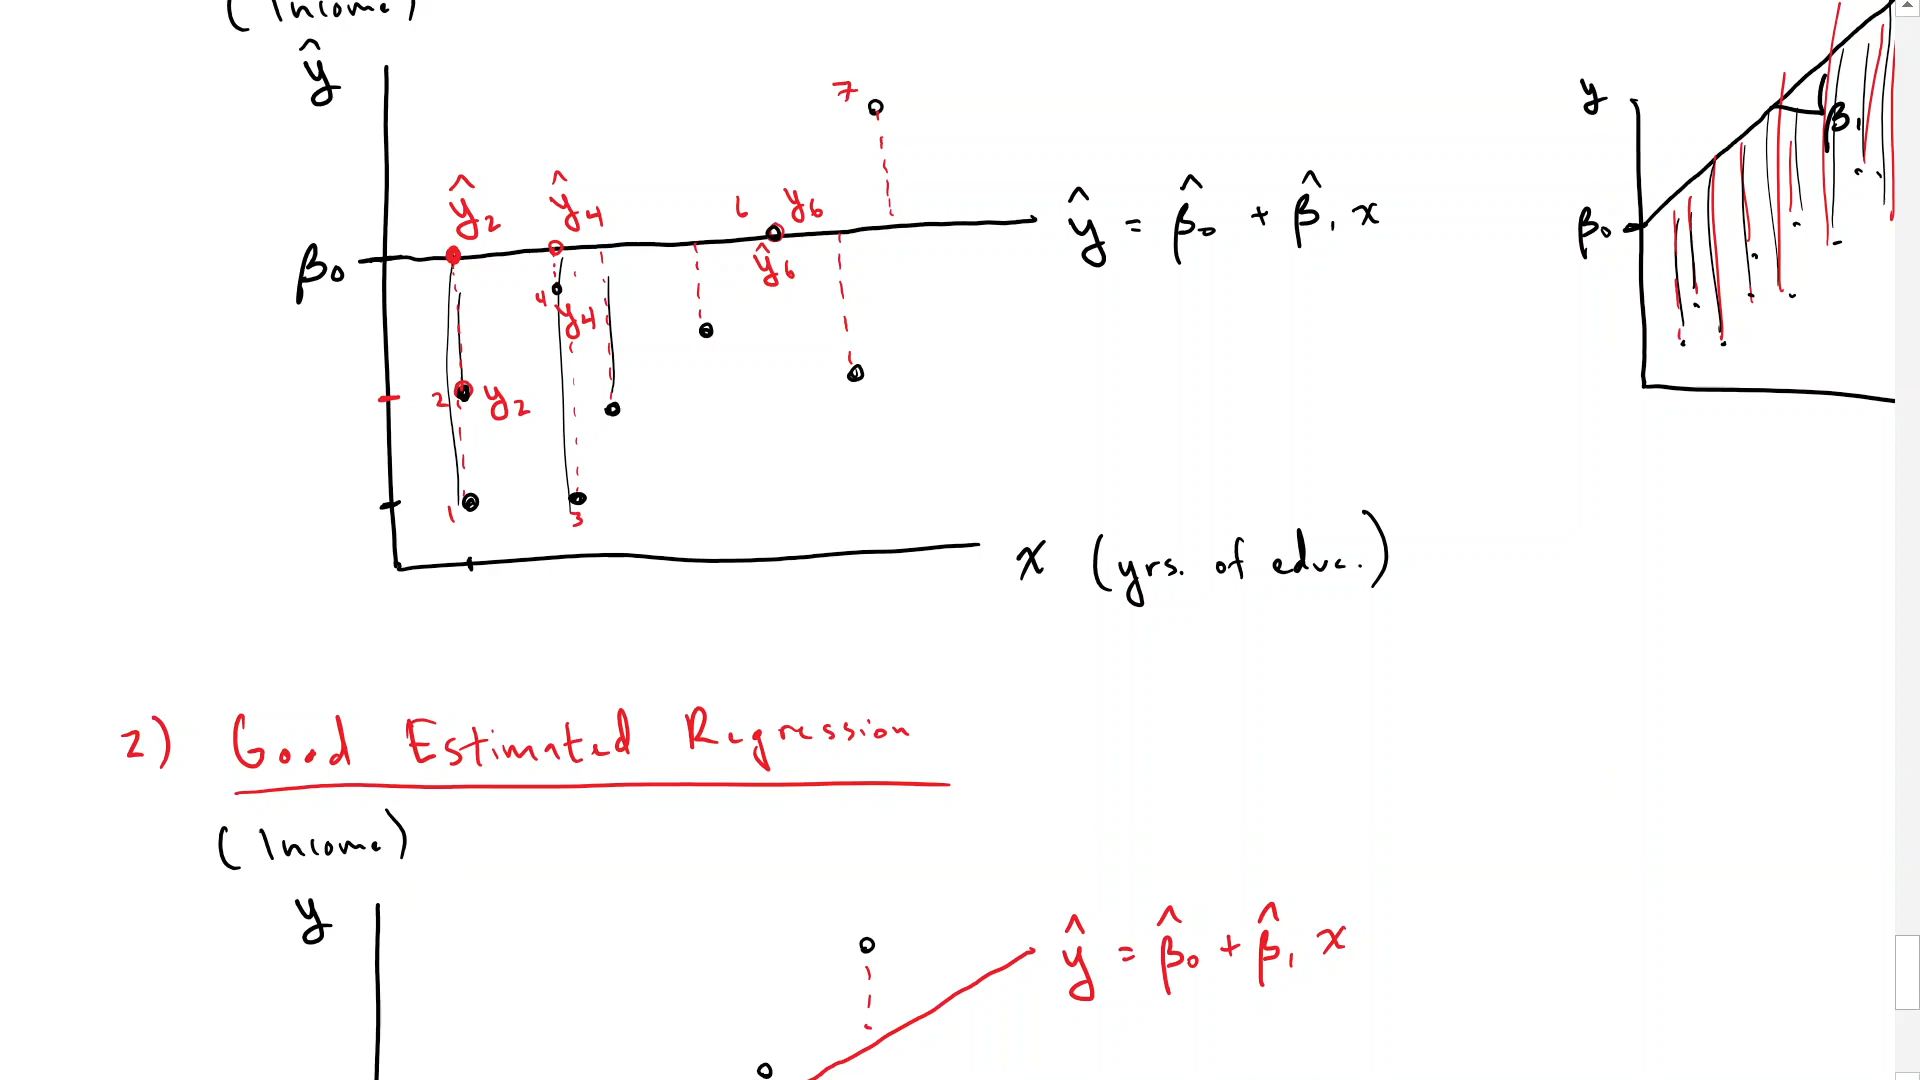 (Income)
ŷ
7
y
ŷ₂ ŷ₄ 6 y₆
ŷ = β̂₀ + β̂₁ x
β₁
β₀
β₀
ŷ₆
4 y₄
2 y₂
1 3
x (yrs. of educ.)
2) Good Estimated Regression
(Income)
y
ŷ = β̂₀ + β̂₁ x